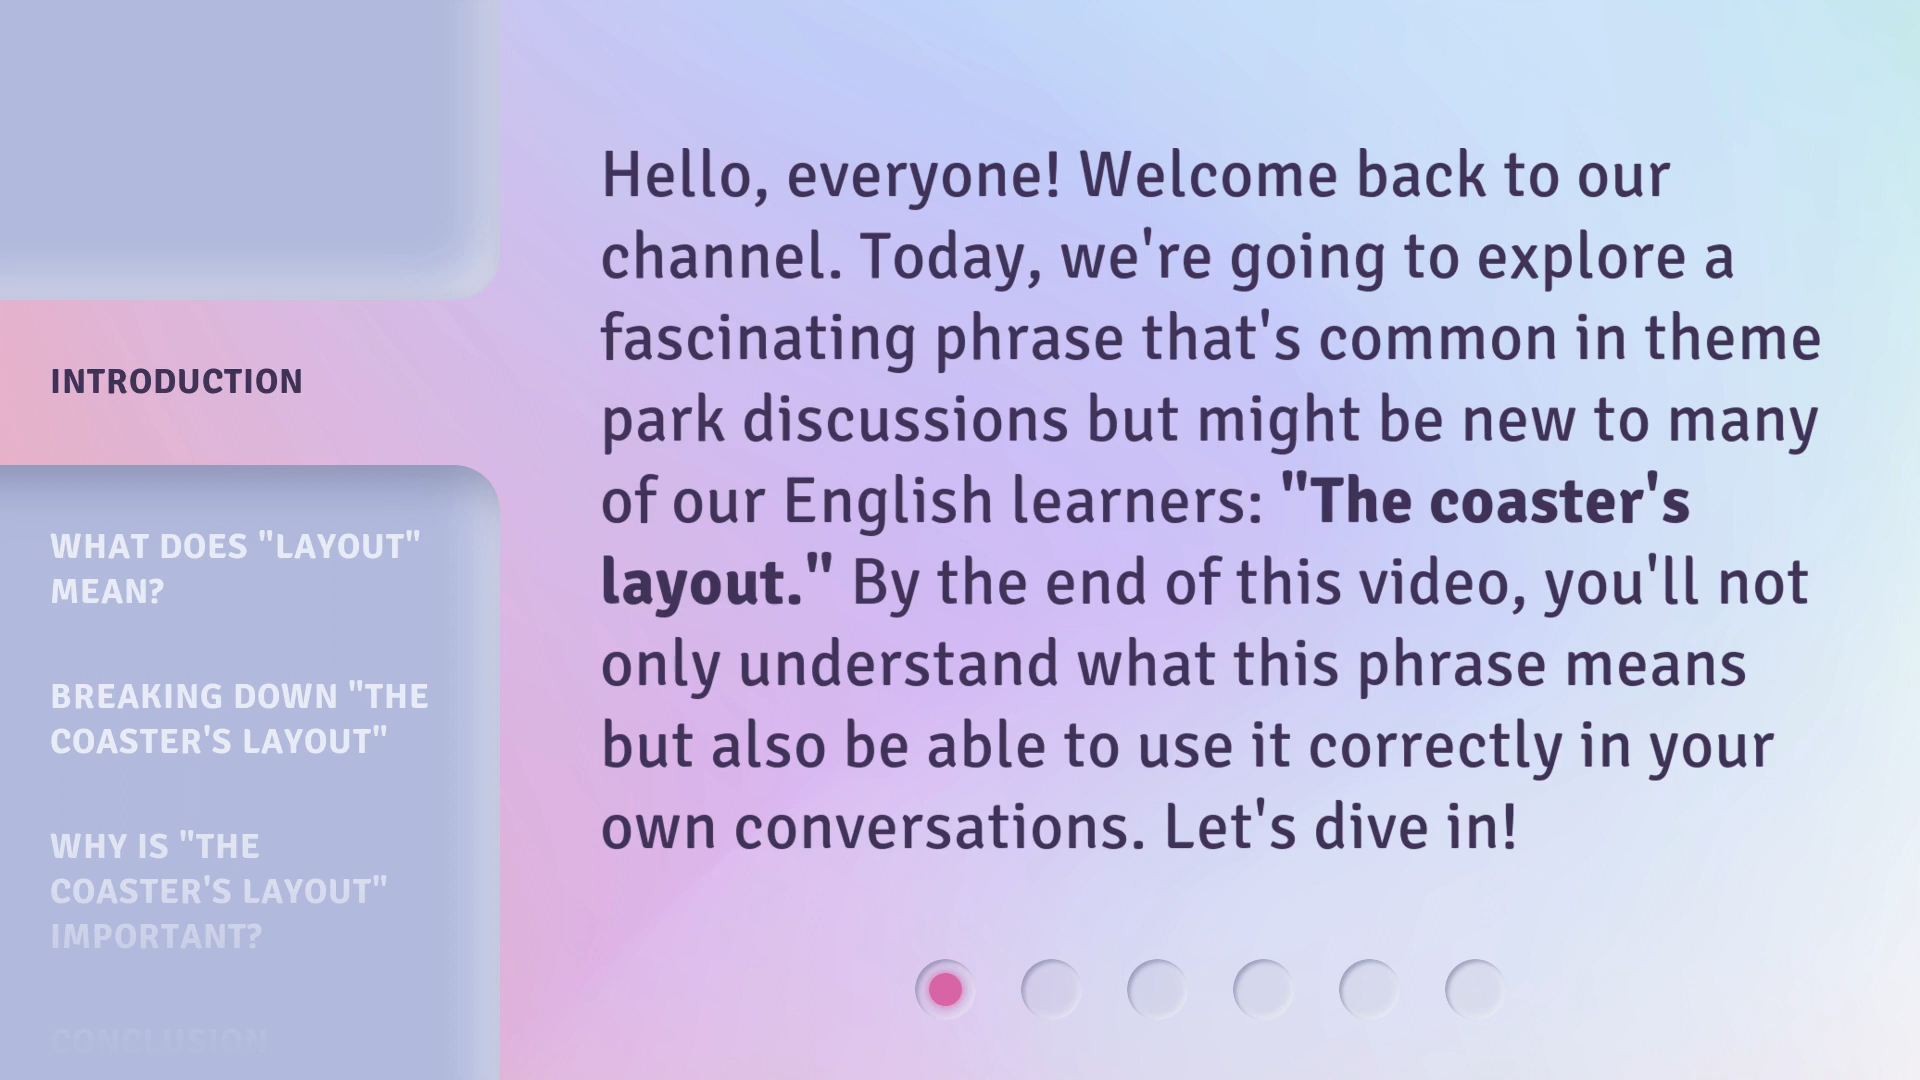 INTRODUCTION
WHAT DOES "LAYOUT"
MEAN?
BREAKING DOWN "THE
COASTER'S LAYOUT"
WHY IS "THE
COASTER'S LAYOUT"
IMPORTANT?
CONCLUSION
Hello, everyone! Welcome back to our
channel. Today, we're going to explore a
fascinating phrase that's common in theme
park discussions but might be new to many
of our English learners: "The coaster's
layout." By the end of this video, you'll not
only understand what this phrase means
but also be able to use it correctly in your
own conversations. Let's dive in!